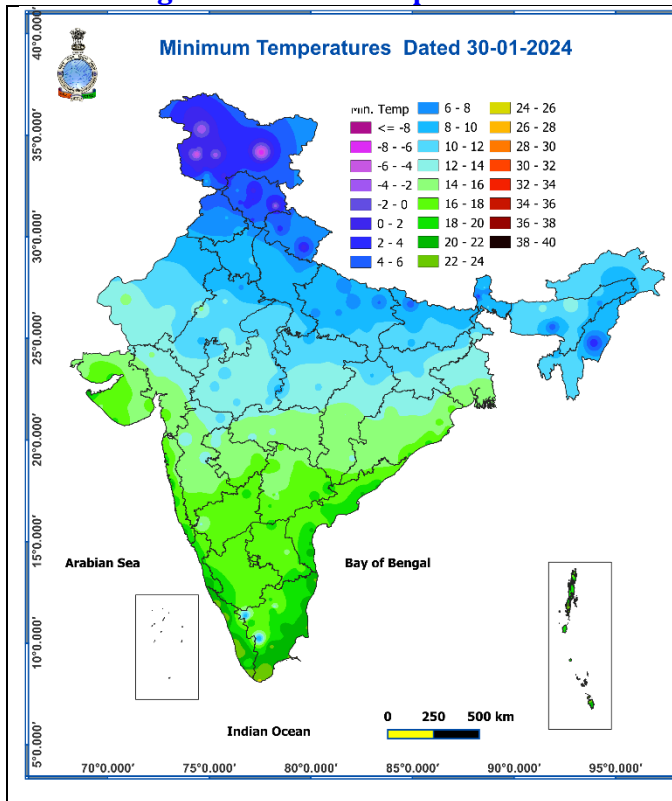 Minimum Temperatures Dated 30-01-2024
Min. Temp
<= -8
-8 - -6
-6 - -4
-4 - -2
-2 - 0
0 - 2
2 - 4
4 - 6
6 - 8
8 - 10
10 - 12
12 - 14
14 - 16
16 - 18
18 - 20
20 - 22
22 - 24
24 - 26
26 - 28
28 - 30
30 - 32
32 - 34
34 - 36
36 - 38
38 - 40
40°0.000'
35°0.000'
30°0.000'
25°0.000'
20°0.000'
15°0.000'
10°0.000'
5°0.000'
Arabian Sea
Bay of Bengal
Indian Ocean
0 250 500 km
70°0.000' 75°0.000' 80°0.000' 85°0.000' 90°0.000' 95°0.000'